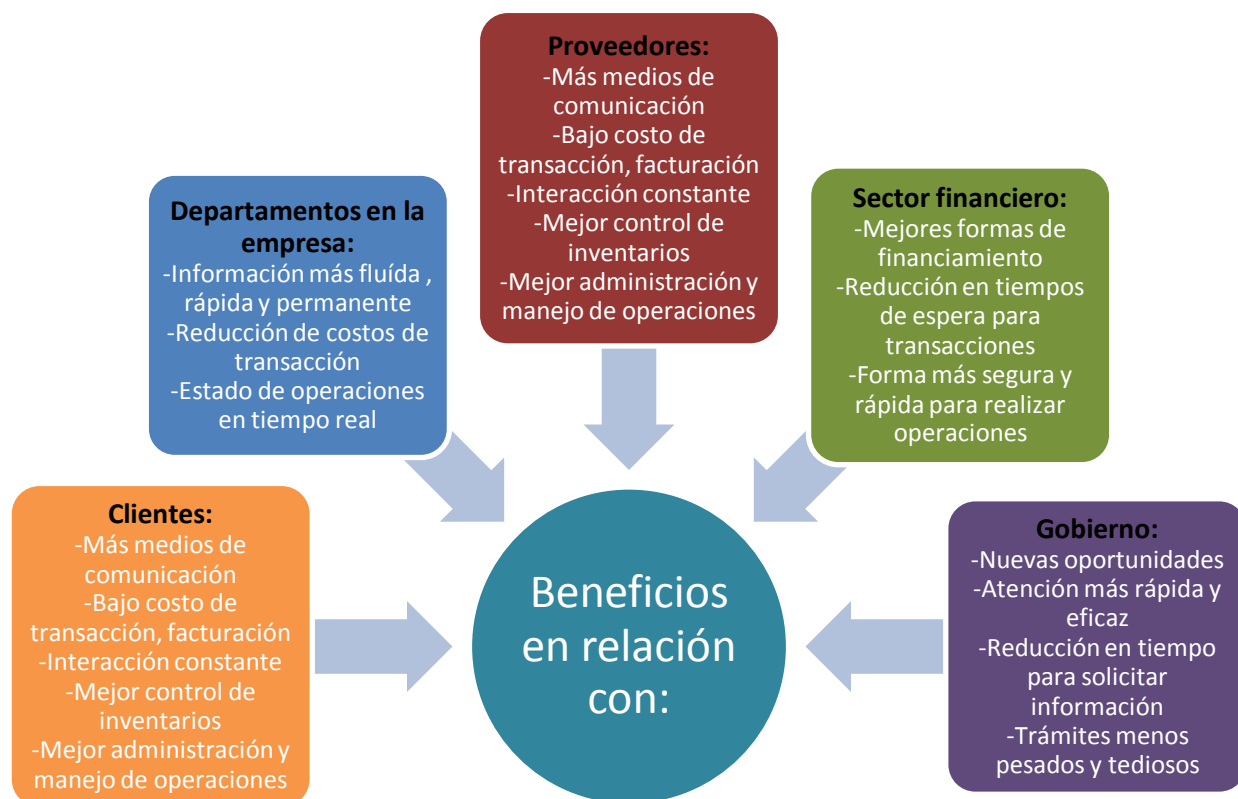 Proveedores:
-Más medios de
comunicación
-Bajo costo de
transacción, facturación
-Interacción constante
-Mejor control de
inventarios
-Mejor administración y
manejo de operaciones
Departamentos en la
empresa:
-Información más fluída ,
rápida y permanente
-Reducción de costos de
transacción
-Estado de operaciones
en tiempo real
Sector financiero:
-Mejores formas de
financiamiento
-Reducción en tiempos
de espera para
transacciones
-Forma más segura y
rápida para realizar
operaciones
Clientes:
-Más medios de
comunicación
-Bajo costo de
transacción, facturación
-Interacción constante
-Mejor control de
inventarios
-Mejor administración y
manejo de operaciones
Beneficios
en relación
con:
Gobierno:
-Nuevas oportunidades
-Atención más rápida y
eficaz
-Reducción en tiempo
para solicitar
información
-Trámites menos
pesados y tediosos